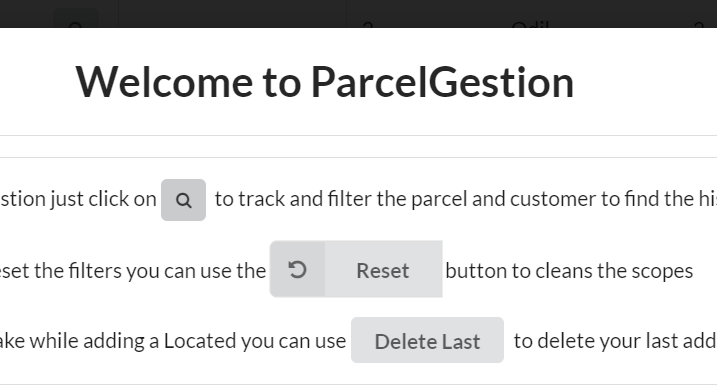 Welcome to ParcelGestion
stion just click on to track and filter the parcel and customer to find the his
set the filters you can use the Reset button to cleans the scopes
ake while adding a Located you can use Delete Last to delete your last add